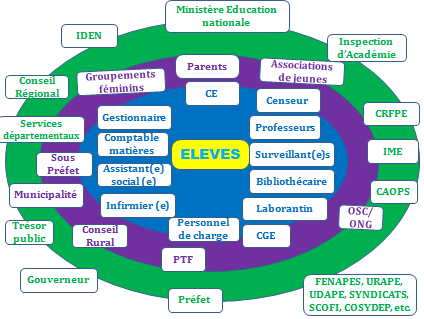 Ministère Education
nationale
IDEN
Inspection
d'Académie
Parents
Associations
de jeunes
Groupements
féminins
Conseil
Régional
CE
Censeur
CRFPE
Gestionnaire
Professeurs
Services
départementaux
Comptable
matières
ELEVES
Surveillant(e)s
IME
Sous
Préfet
Assistant(e)
social (e)
Bibliothécaire
Municipalité
CAOPS
Infirmier (e)
Laborantin
OSC/
ONG
Trésor
public
Conseil
Rural
Personnel
de charge
CGE
PTF
Gouverneur
Préfet
FENAPES, URAPE,
UDAPE, SYNDICATS,
SCOFI, COSYDEP, etc.